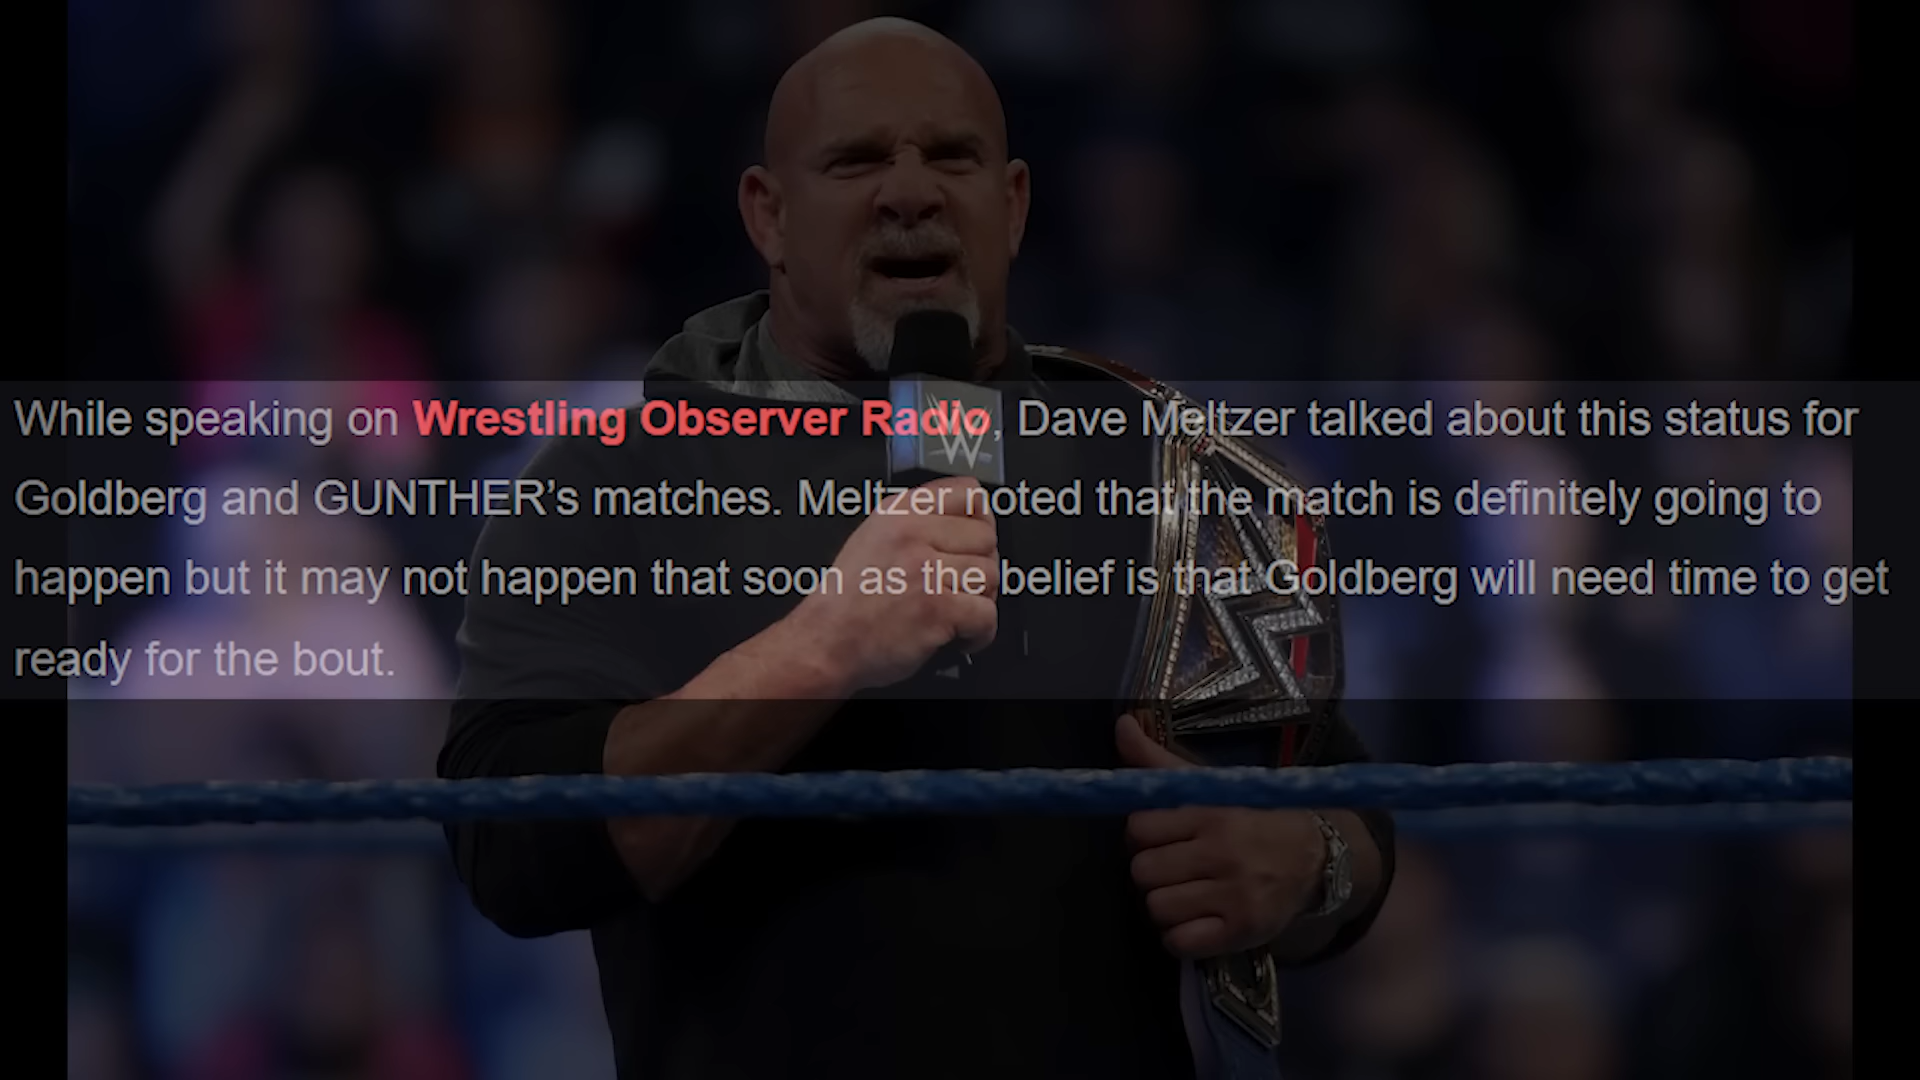 While speaking on Wrestling Observer Radio, Dave Meltzer talked about this status for
Goldberg and GUNTHER’s matches. Meltzer noted that the match is definitely going to
happen but it may not happen that soon as the belief is that Goldberg will need time to get
ready for the bout.